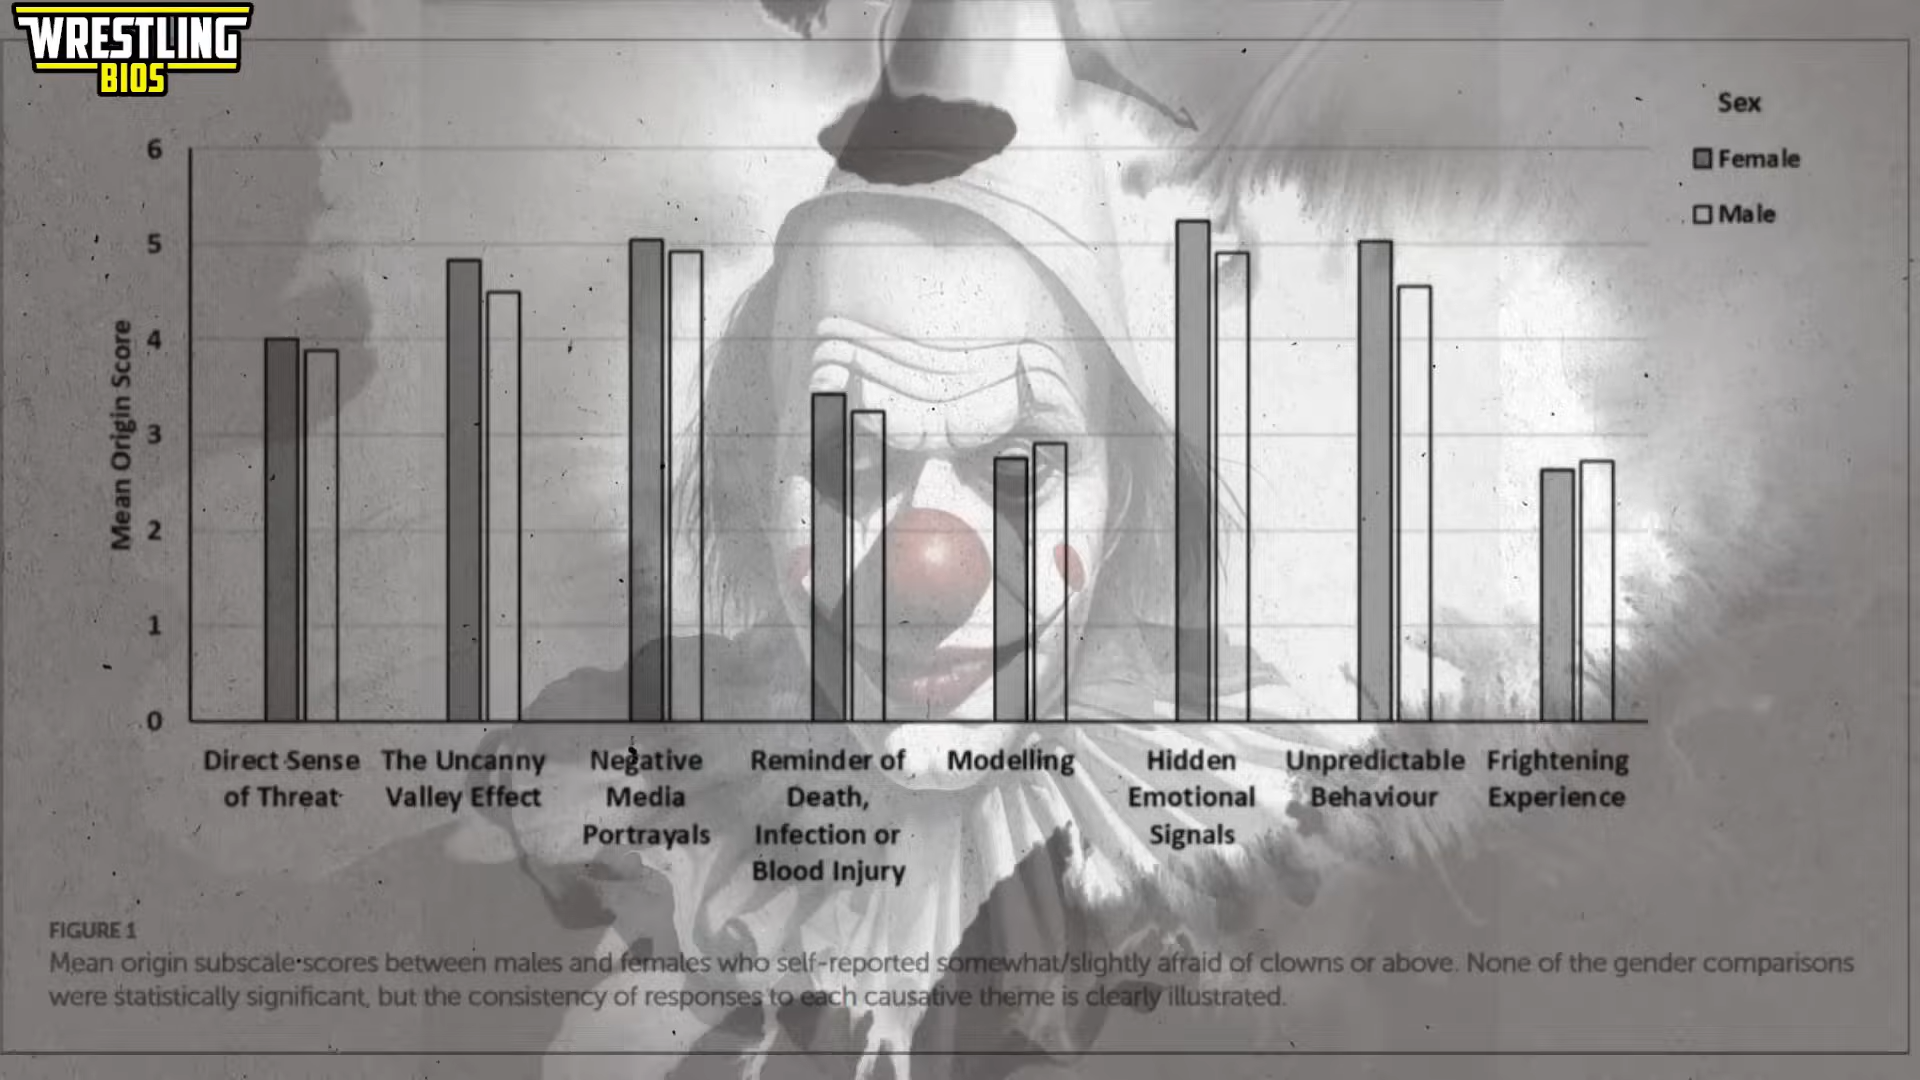 WRESTLING
BIOS
Sex
Female
Male
6
5
4
3
2
1
0
Mean Origin Score
Direct Sense
of Threat
The Uncanny
Valley Effect
Negative
Media
Portrayals
Reminder of
Death,
Infection or
Blood Injury
Modelling
Hidden
Emotional
Signals
Unpredictable
Behaviour
Frightening
Experience
FIGURE 1
Mean origin subscale scores between males and females who self-reported somewhat/slightly afraid of clowns or above. None of the gender comparisons
were statistically significant, but the consistency of responses to each causative theme is clearly illustrated.